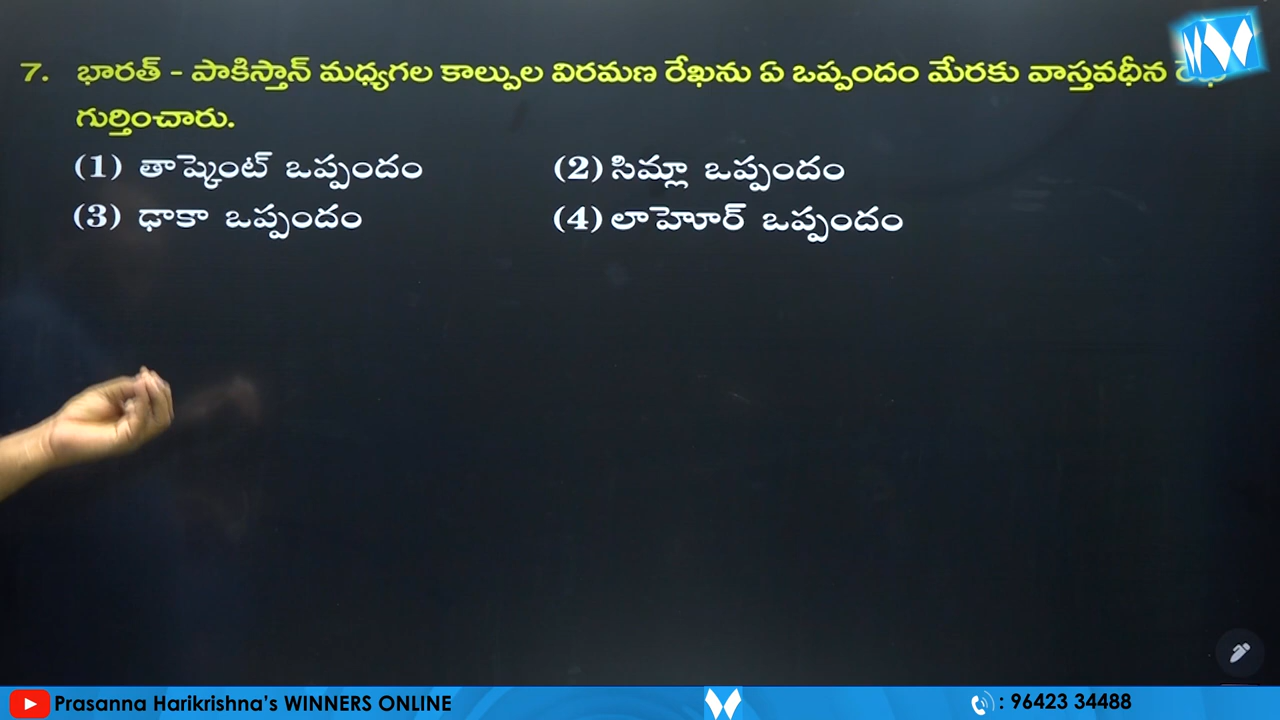 7. భారత్ - పాకిస్తాన్ మధ్యగల కాల్పుల విరమణ రేఖను ఏ ఒప్పందం మేరకు వాస్తవధీన
గుర్తించారు.
(1) తాష్కెంట్ ఒప్పందం (2) సిమ్లా ఒప్పందం
(3) ఢాకా ఒప్పందం (4) లాహెూర్ ఒప్పందం
Prasanna Harikrishna's WINNERS ONLINE : 96423 34488